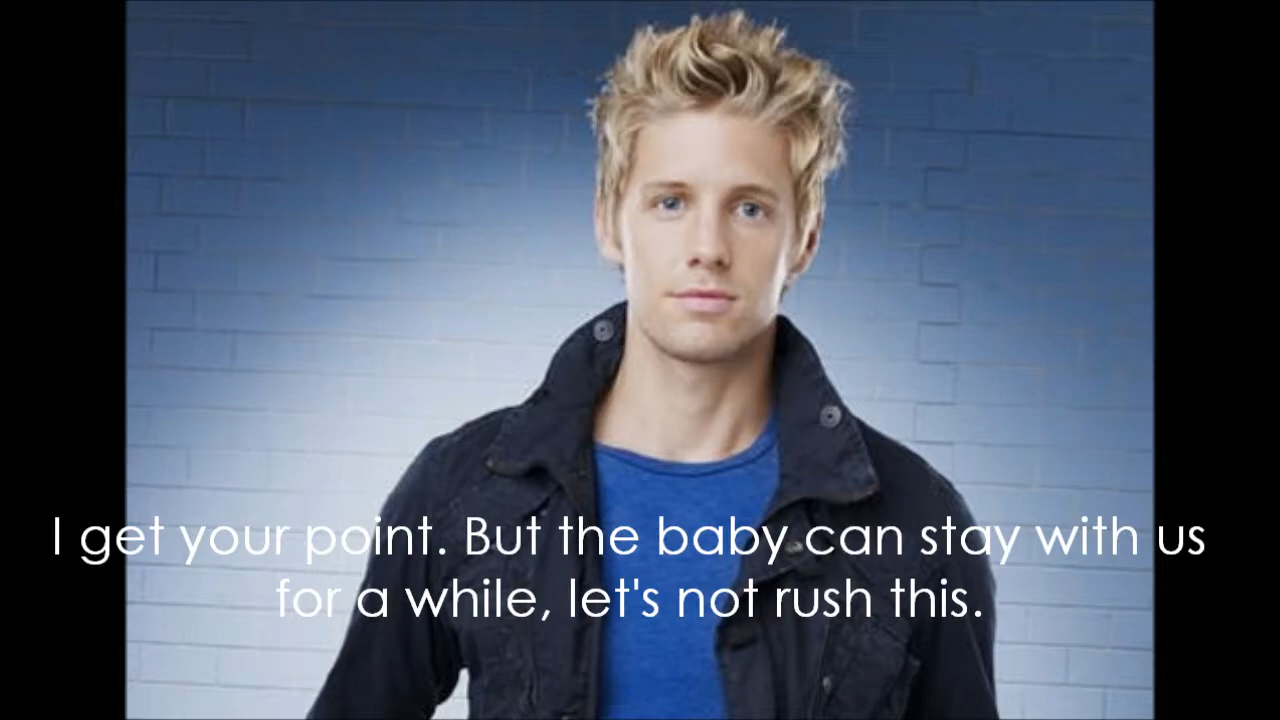 I get your point. But the baby can stay with us
for a while, let's not rush this.